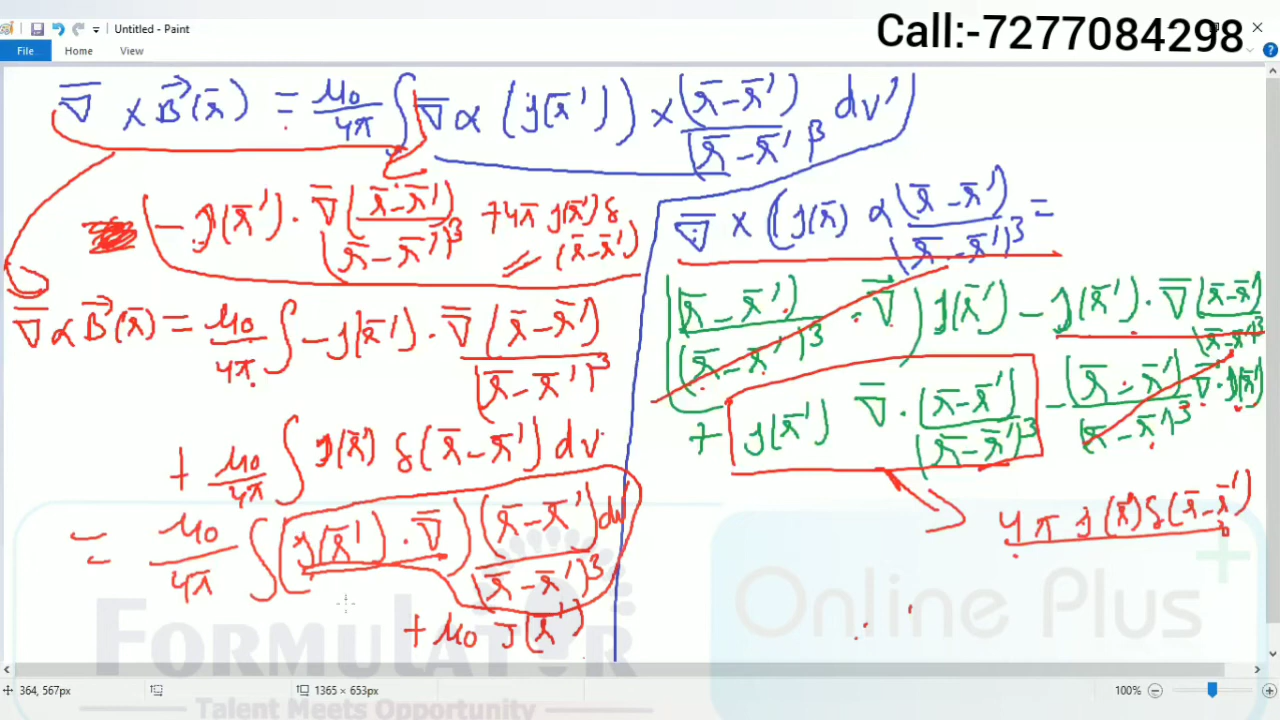 Untitled - Paint
Call:-7277084298
File Home View
∇̄ × B⃗(r̄) = μ₀/4π ∫ ∇̄ × (J(r̄')) × (r̄-r̄')/|r̄-r̄'|³ dv'
(-J(r̄') · ∇̄ (r̄-r̄')/|r̄-r̄'|³ + 4π J(r̄') δ(r̄-r̄'))
∇̄ × B⃗(r̄) = μ₀/4π ∫ -J(r̄') · ∇̄ (r̄-r̄')/|r̄-r̄'|³
+ μ₀/4π ∫ J(r̄) δ(r̄-r̄') dv
= μ₀/4π ∫ (J(r̄') · ∇̄) (r̄-r̄')/|r̄-r̄'|³ dv'
+ μ₀ J(r̄')
∇̄ × (J(r̄) × (r̄-r̄')/|r̄-r̄'|³ =
((r̄-r̄')/|r̄-r̄'|³ · ∇̄) J(r̄') - J(r̄') · ∇̄ (r̄-r̄')/|r̄-r̄'|³
+ J(r̄') ∇̄ · (r̄-r̄')/|r̄-r̄'|³ - (r̄-r̄')/|r̄-r̄'|³ ∇̄ · J(r̄')
4π J(r̄) δ(r̄-r̄')
FORMULATOR
Talent Meets Opportunity
Online Plus
364, 567px
1365 × 653px
100%